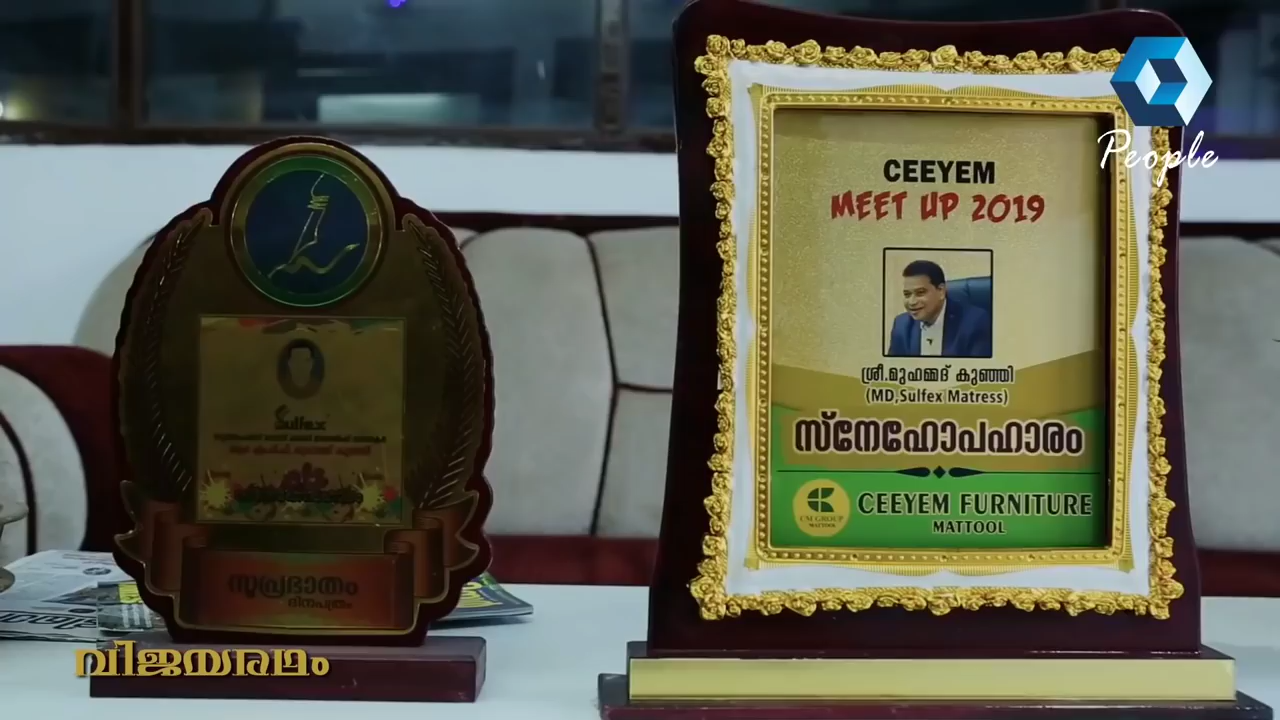 People
CEEYEM
MEET UP 2019
ശ്രീ.മുഹമ്മദ് കുഞ്ഞി
(MD,Sulfex Matress)
സ്നേഹോപഹാരം
CM GROUP
MATTOOL
CEEYEM FURNITURE
MATTOOL
Sulfex
സുപ്രഭാതം
ദിനപത്രം
വിജയരഥം